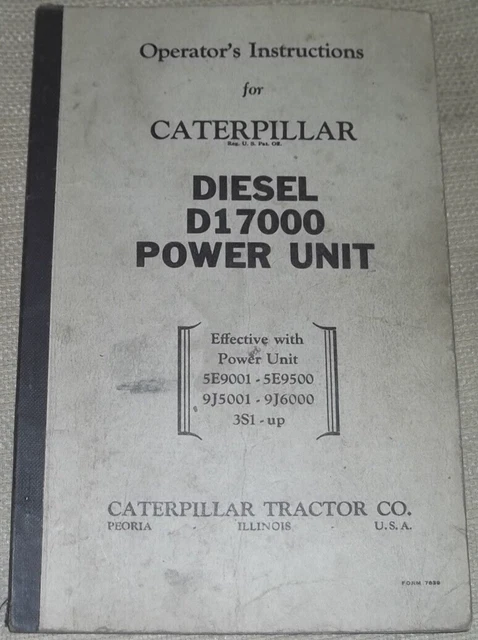 Operator's Instructions
for
CATERPILLAR
Reg. U. S. Pat. Off.
DIESEL
D17000
POWER UNIT
Effective with
Power Unit
5E9001 - 5E9500
9J5001 - 9J6000
3S1 - up
CATERPILLAR TRACTOR CO.
PEORIA - ILLINOIS - U. S. A.
FORM